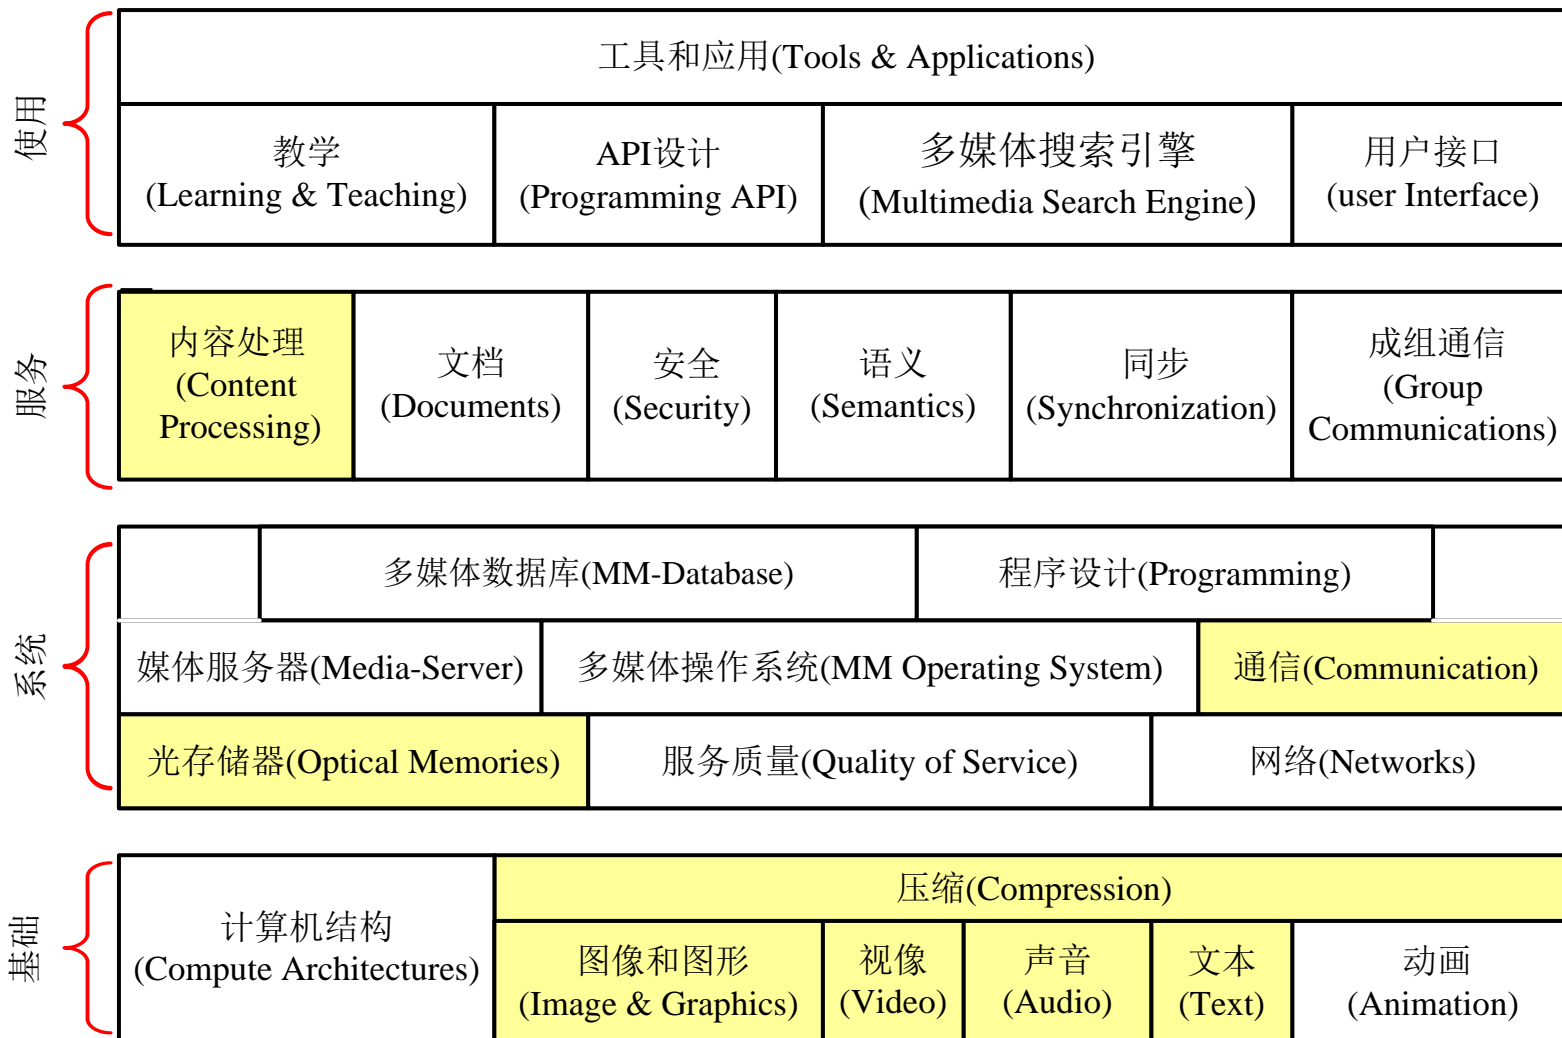 使用
工具和应用(Tools & Applications)
教学
(Learning & Teaching)
API设计
(Programming API)
多媒体搜索引擎
(Multimedia Search Engine)
用户接口
(user Interface)
服务
内容处理
(Content
Processing)
文档
(Documents)
安全
(Security)
语义
(Semantics)
同步
(Synchronization)
成组通信
(Group
Communications)
系统
多媒体数据库(MM-Database)
程序设计(Programming)
媒体服务器(Media-Server)
多媒体操作系统(MM Operating System)
通信(Communication)
光存储器(Optical Memories)
服务质量(Quality of Service)
网络(Networks)
基础
计算机结构
(Compute Architectures)
压缩(Compression)
图像和图形
(Image & Graphics)
视像
(Video)
声音
(Audio)
文本
(Text)
动画
(Animation)